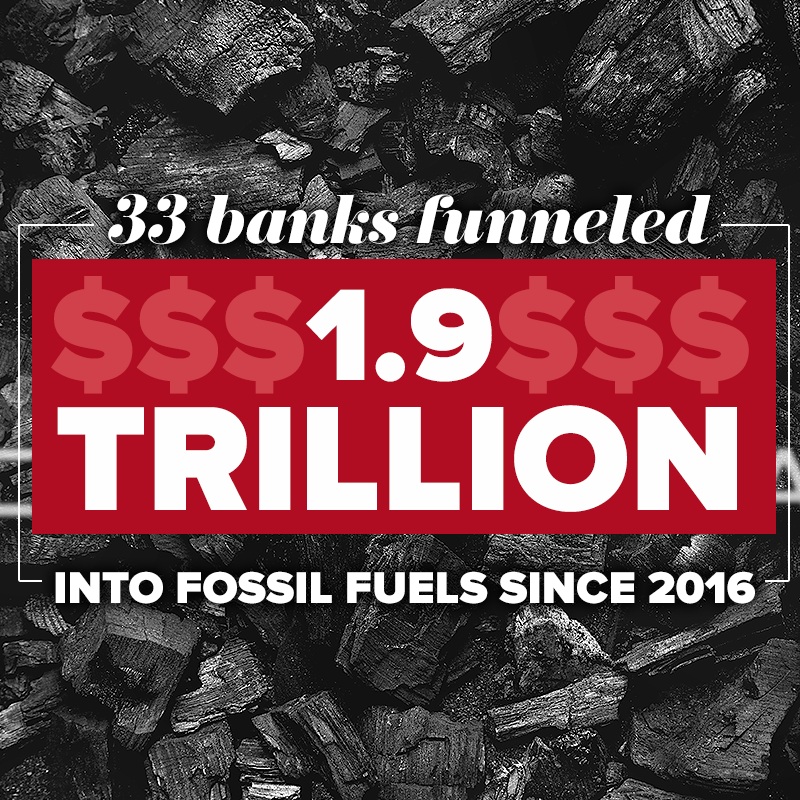 33 banks funneled
$$$1.9$$$
TRILLION
INTO FOSSIL FUELS SINCE 2016